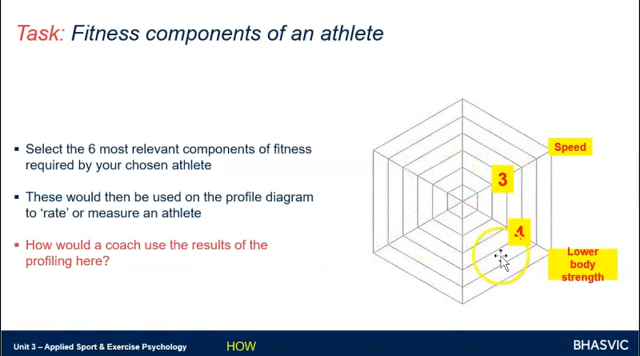 Task: Fitness components of an athlete
Select the 6 most relevant components of fitness
required by your chosen athlete
These would then be used on the profile diagram
to ‘rate’ or measure an athlete
How would a coach use the results of the
profiling here?
Speed
3
4
Lower
body
strength
Unit 3 – Applied Sport & Exercise Psychology
HOW
BHASVIC